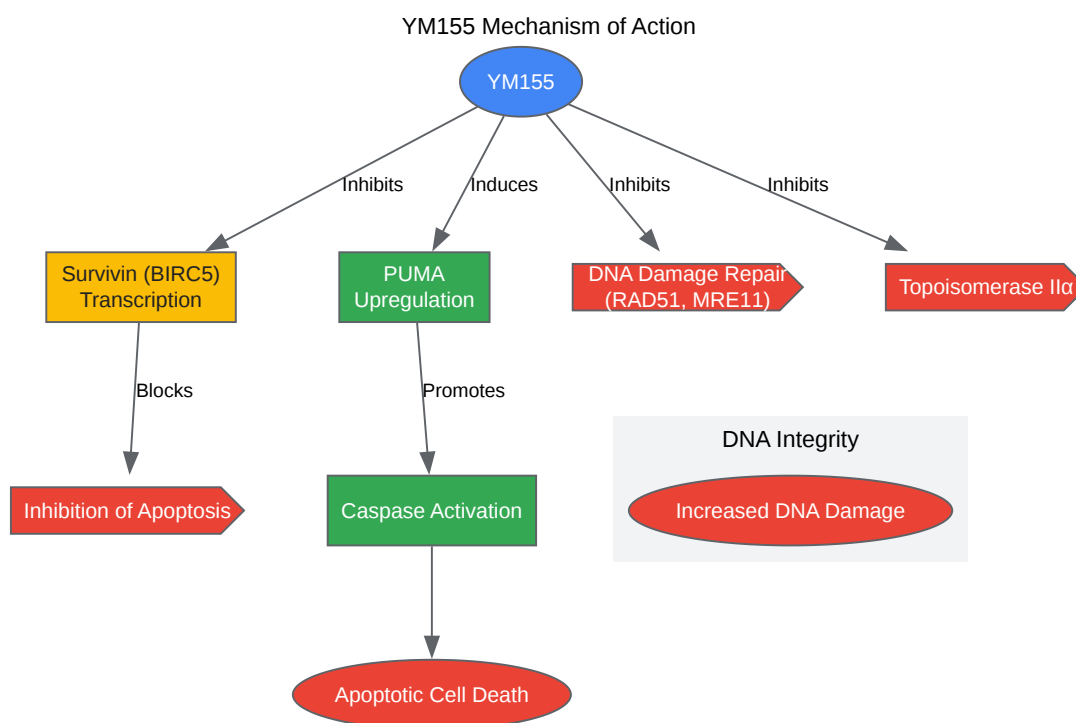 YM155 Mechanism of Action
YM155
Inhibits
Induces
Inhibits
Inhibits
Survivin (BIRC5)
Transcription
PUMA
Upregulation
DNA Damage Repair
(RAD51, MRE11)
Topoisomerase IIα
Blocks
Promotes
DNA Integrity
Inhibition of Apoptosis
Caspase Activation
Increased DNA Damage
Apoptotic Cell Death